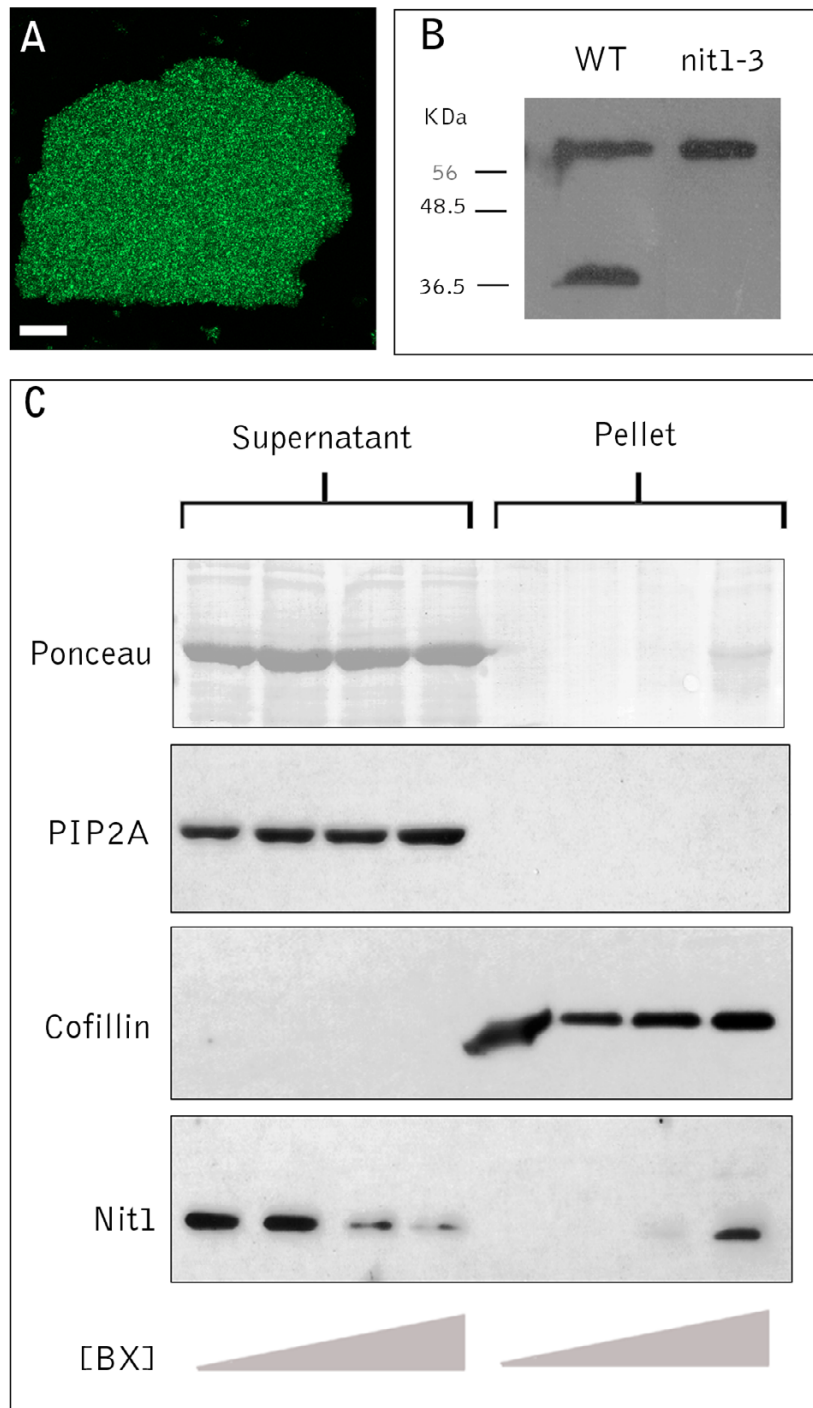 A
B
WT nit1-3
KDa
56
48.5
36.5
C
Supernatant Pellet
Ponceau
PIP2A
Cofillin
Nit1
[BX]